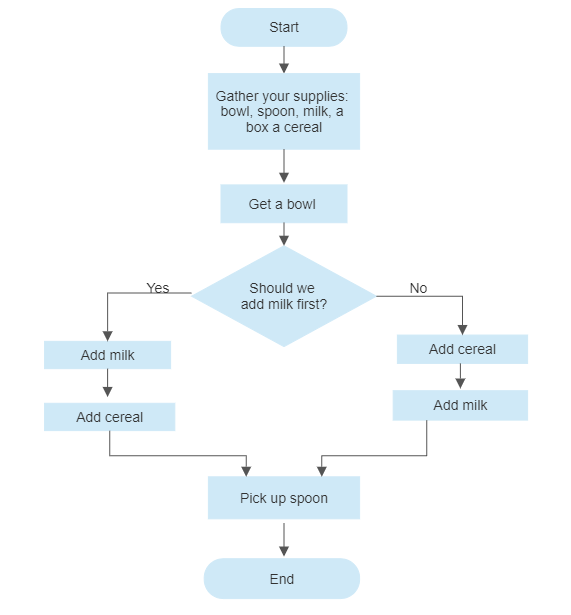 Start
Gather your supplies:
bowl, spoon, milk, a
box a cereal
Get a bowl
Should we
add milk first?
Yes
No
Add milk
Add cereal
Add cereal
Add milk
Pick up spoon
End